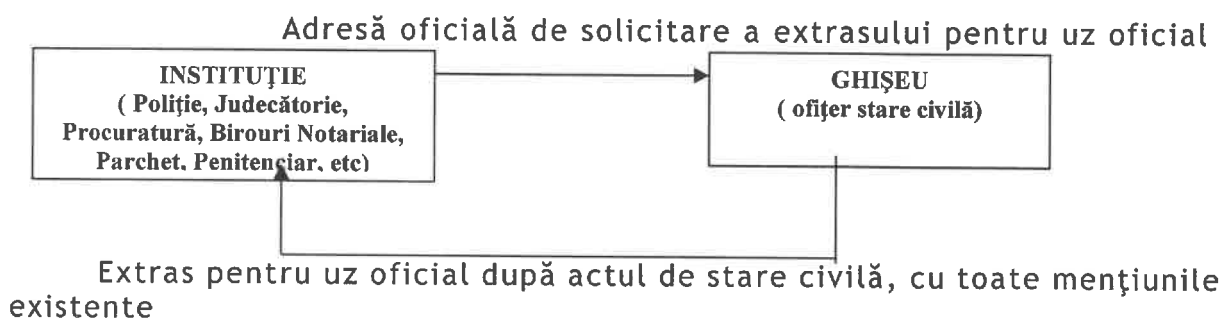 Adresă oficială de solicitare a extrasului pentru uz oficial
INSTITUŢIE
( Poliţie, Judecătorie,
Procuratură, Birouri Notariale,
Parchet, Penitenciar, etc)
GHIŞEU
( ofiţer stare civilă)
Extras pentru uz oficial după actul de stare civilă, cu toate menţiunile
existente